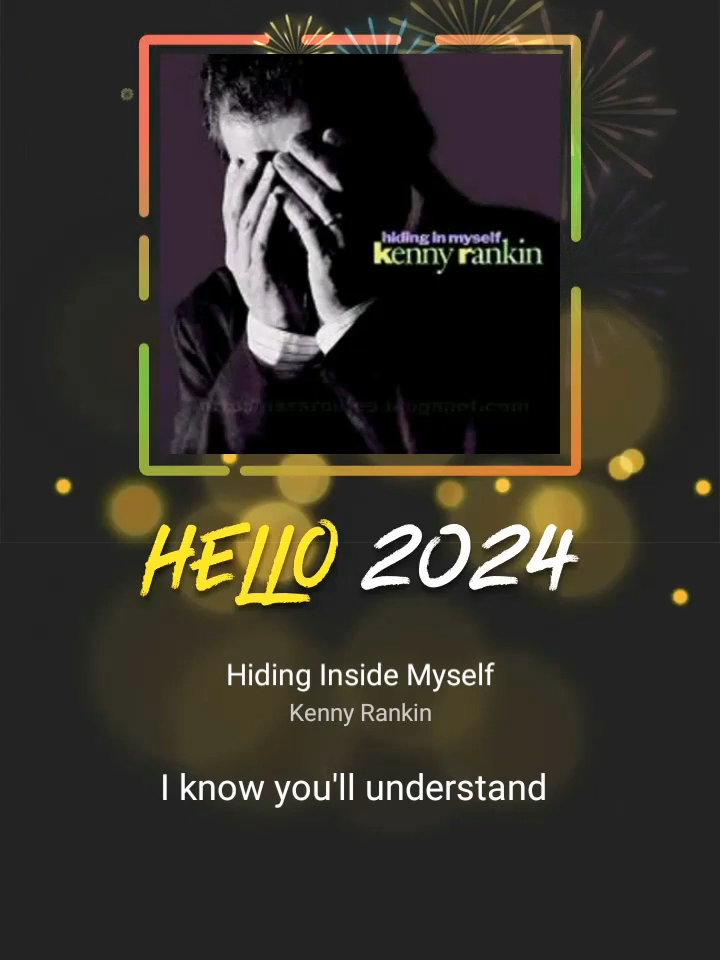 hiding in myself
kenny rankin
HELLO 2024
Hiding Inside Myself
Kenny Rankin
I know you'll understand